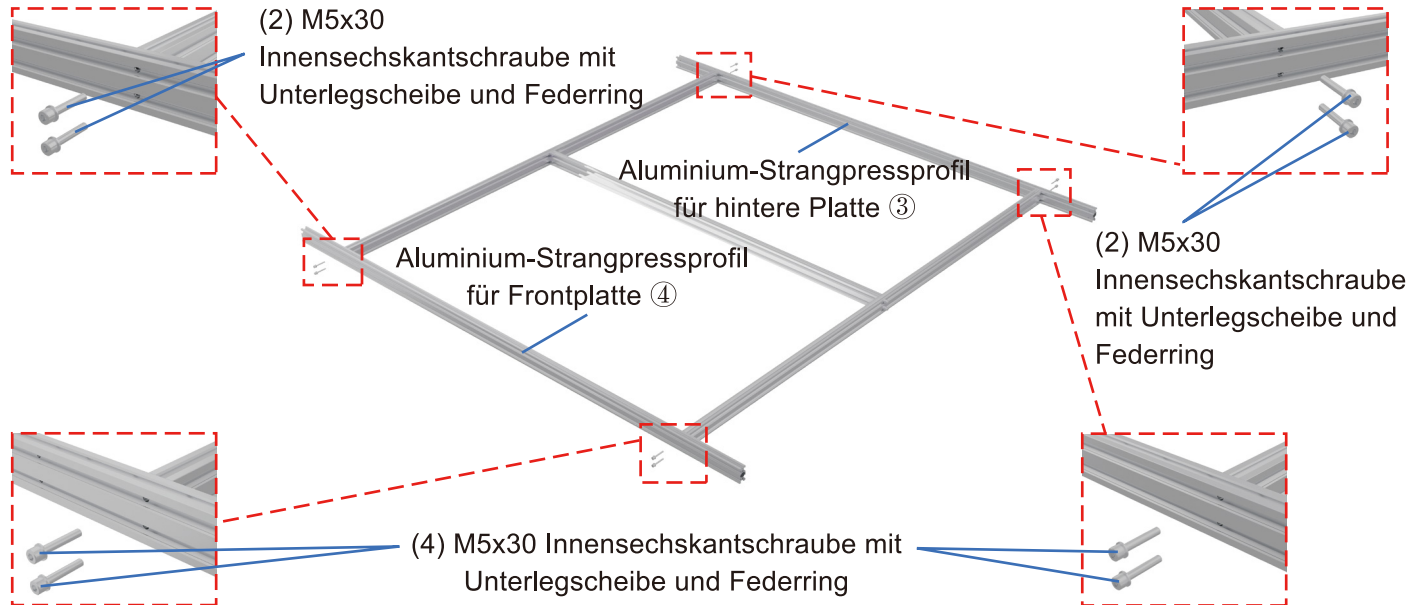 (2) M5x30
Innensechskantschraube mit
Unterlegscheibe und Federring
Aluminium-Strangpressprofil
für hintere Platte ③
(2) M5x30
Innensechskantschraube
mit Unterlegscheibe und
Federring
Aluminium-Strangpressprofil
für Frontplatte ④
(4) M5x30 Innensechskantschraube mit
Unterlegscheibe und Federring